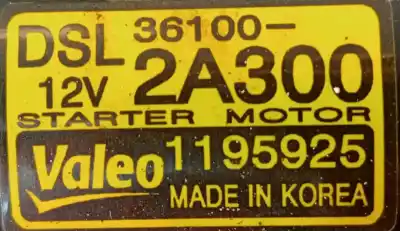 DSL 36100-
12V 2A300
STARTER MOTOR
Valeo 1195925
MADE IN KOREA